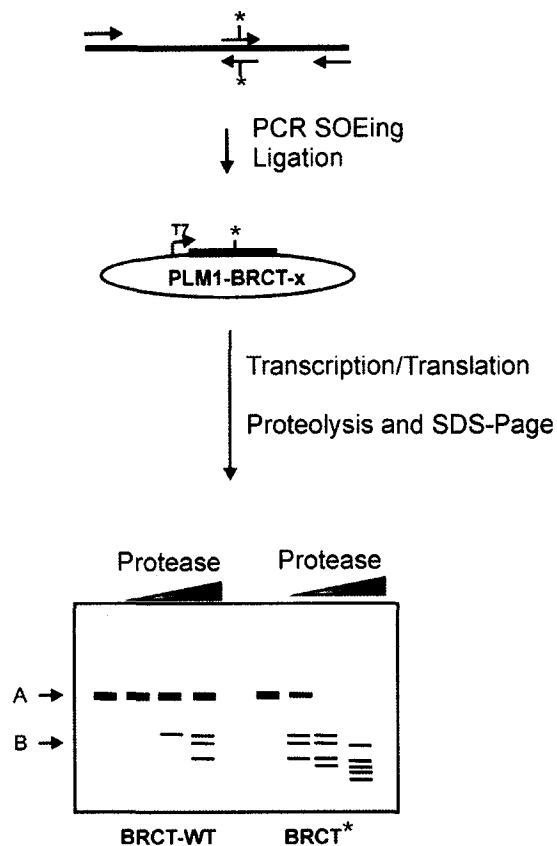 *
*
PCR SOEing
Ligation
T7
*
PLM1-BRCT-x
Transcription/Translation
Proteolysis and SDS-Page
Protease Protease
A
B
BRCT-WT BRCT*